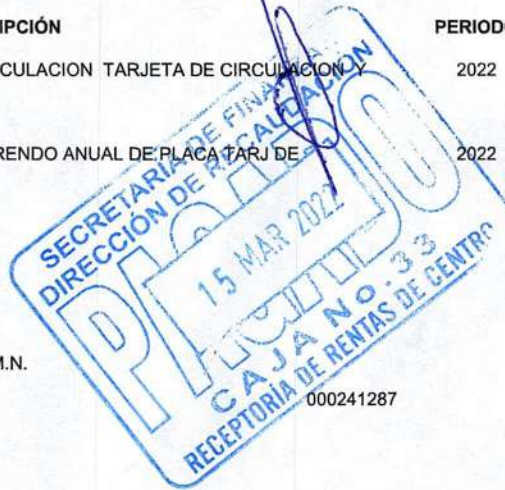 IPCIÓN PERIOD
CULACION TARJETA DE CIRCULACION Y 2022
RENDO ANUAL DE PLACA TARJ DE 2022
SECRETARIA DE FINANZAS
DIRECCIÓN DE RECAUDACION
PAGADO
15 MAR 2022
CAJA NO. 33
RECEPTORÍA DE RENTAS DE CENTRO
M.N.
000241287